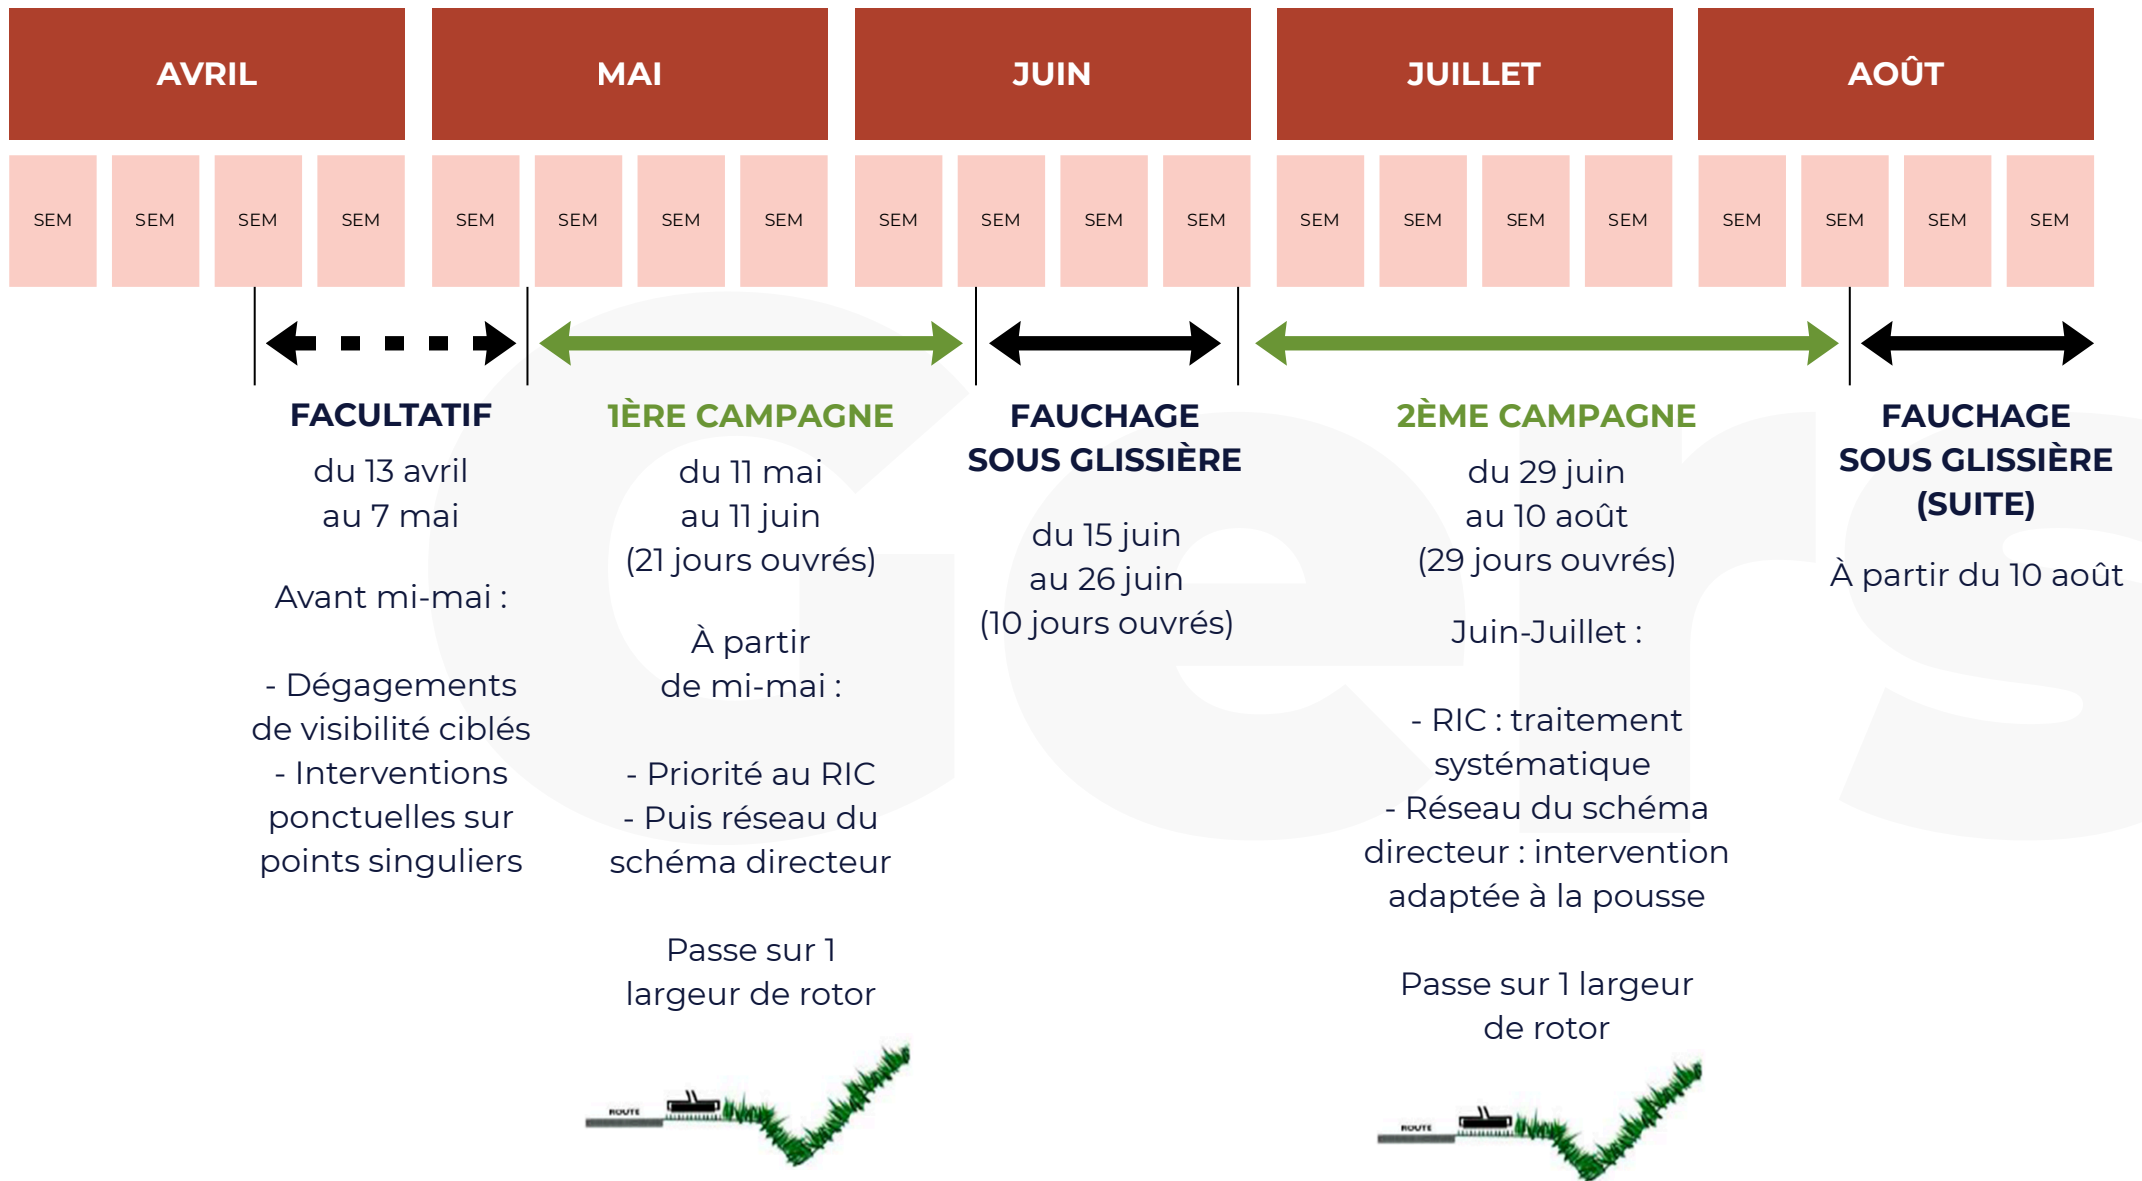 AVRIL
MAI
JUIN
JUILLET
AOÛT
SEM SEM SEM SEM SEM SEM SEM SEM SEM SEM SEM SEM SEM SEM SEM SEM SEM SEM SEM SEM
FACULTATIF
du 13 avril
au 7 mai
Avant mi-mai :
- Dégagements
de visibilité ciblés
- Interventions
ponctuelles sur
points singuliers
1ÈRE CAMPAGNE
du 11 mai
au 11 juin
(21 jours ouvrés)
À partir
de mi-mai :
- Priorité au RIC
- Puis réseau du
schéma directeur
Passe sur 1
largeur de rotor
ROUTE
FAUCHAGE
SOUS GLISSIÈRE
du 15 juin
au 26 juin
(10 jours ouvrés)
2ÈME CAMPAGNE
du 29 juin
au 10 août
(29 jours ouvrés)
Juin-Juillet :
- RIC : traitement
systématique
- Réseau du schéma
directeur : intervention
adaptée à la pousse
Passe sur 1 largeur
de rotor
ROUTE
FAUCHAGE
SOUS GLISSIÈRE
(SUITE)
À partir du 10 août
Gers